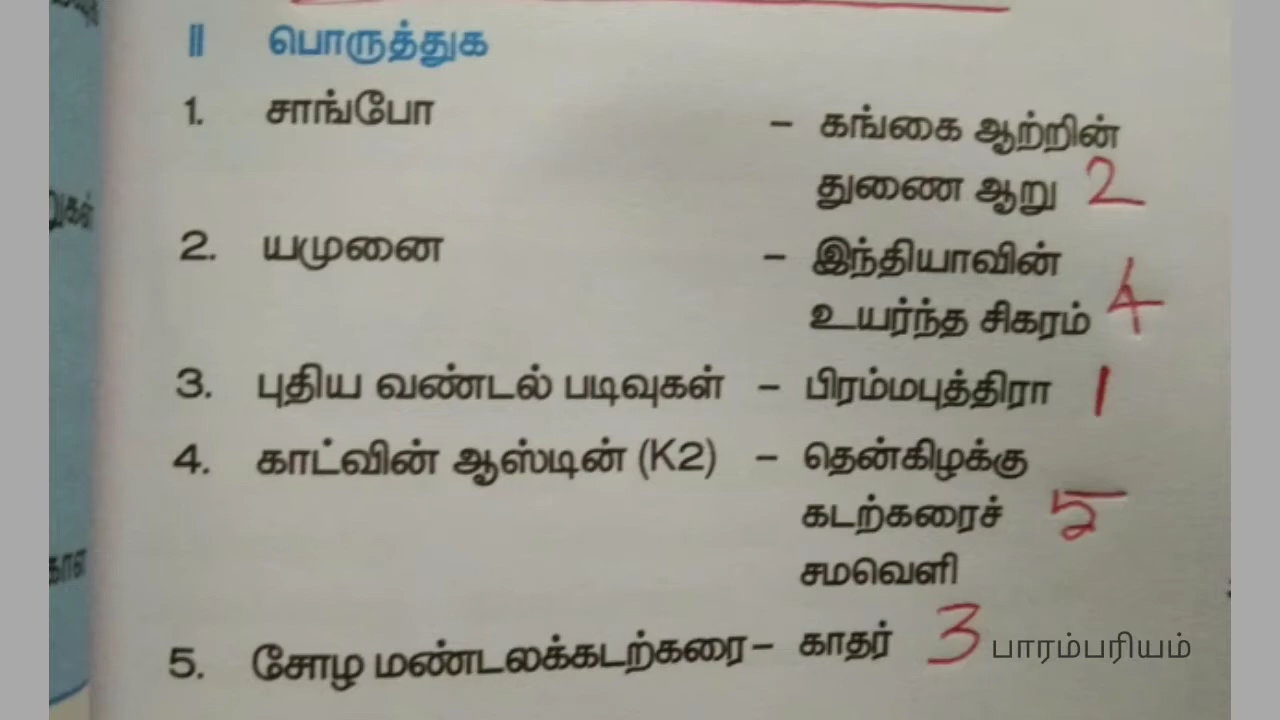 II பொருத்துக
1. சாங்போ – கங்கை ஆற்றின்
துணை ஆறு 2
2. யமுனை – இந்தியாவின்
உயர்ந்த சிகரம் 4
3. புதிய வண்டல் படிவுகள் – பிரம்மபுத்திரா 1
4. காட்வின் ஆஸ்டின் (K2) – தென்கிழக்கு
கடற்கரைச் 5
சமவெளி
5. சோழ மண்டலக்கடற்கரை – காதர் 3
பாரம்பரியம்